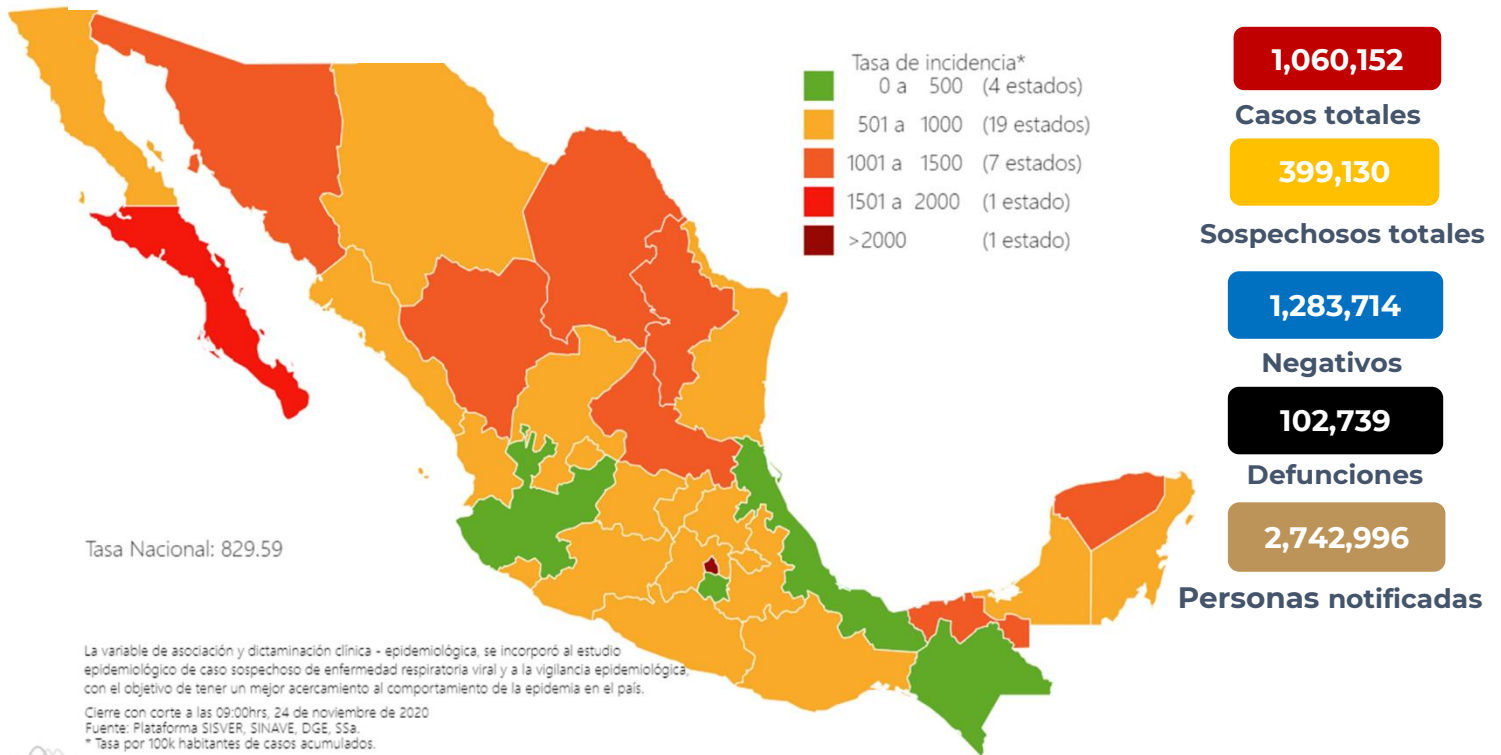 Tasa de incidencia*
0 a 500 (4 estados)
501 a 1000 (19 estados)
1001 a 1500 (7 estados)
1501 a 2000 (1 estado)
>2000 (1 estado)
1,060,152
Casos totales
399,130
Sospechosos totales
1,283,714
Negativos
102,739
Defunciones
2,742,996
Personas notificadas
Tasa Nacional: 829.59
La variable de asociación y dictaminación clínica - epidemiológica, se incorporó al estudio
epidemiológico de caso sospechoso de enfermedad respiratoria viral y a la vigilancia epidemiológica,
con el objetivo de tener un mejor acercamiento al comportamiento de la epidemia en el país.
Cierre con corte a las 09:00hrs, 24 de noviembre de 2020
Fuente: Plataforma SISVER, SINAVE, DGE, SSa.
* Tasa por 100k habitantes de casos acumulados.